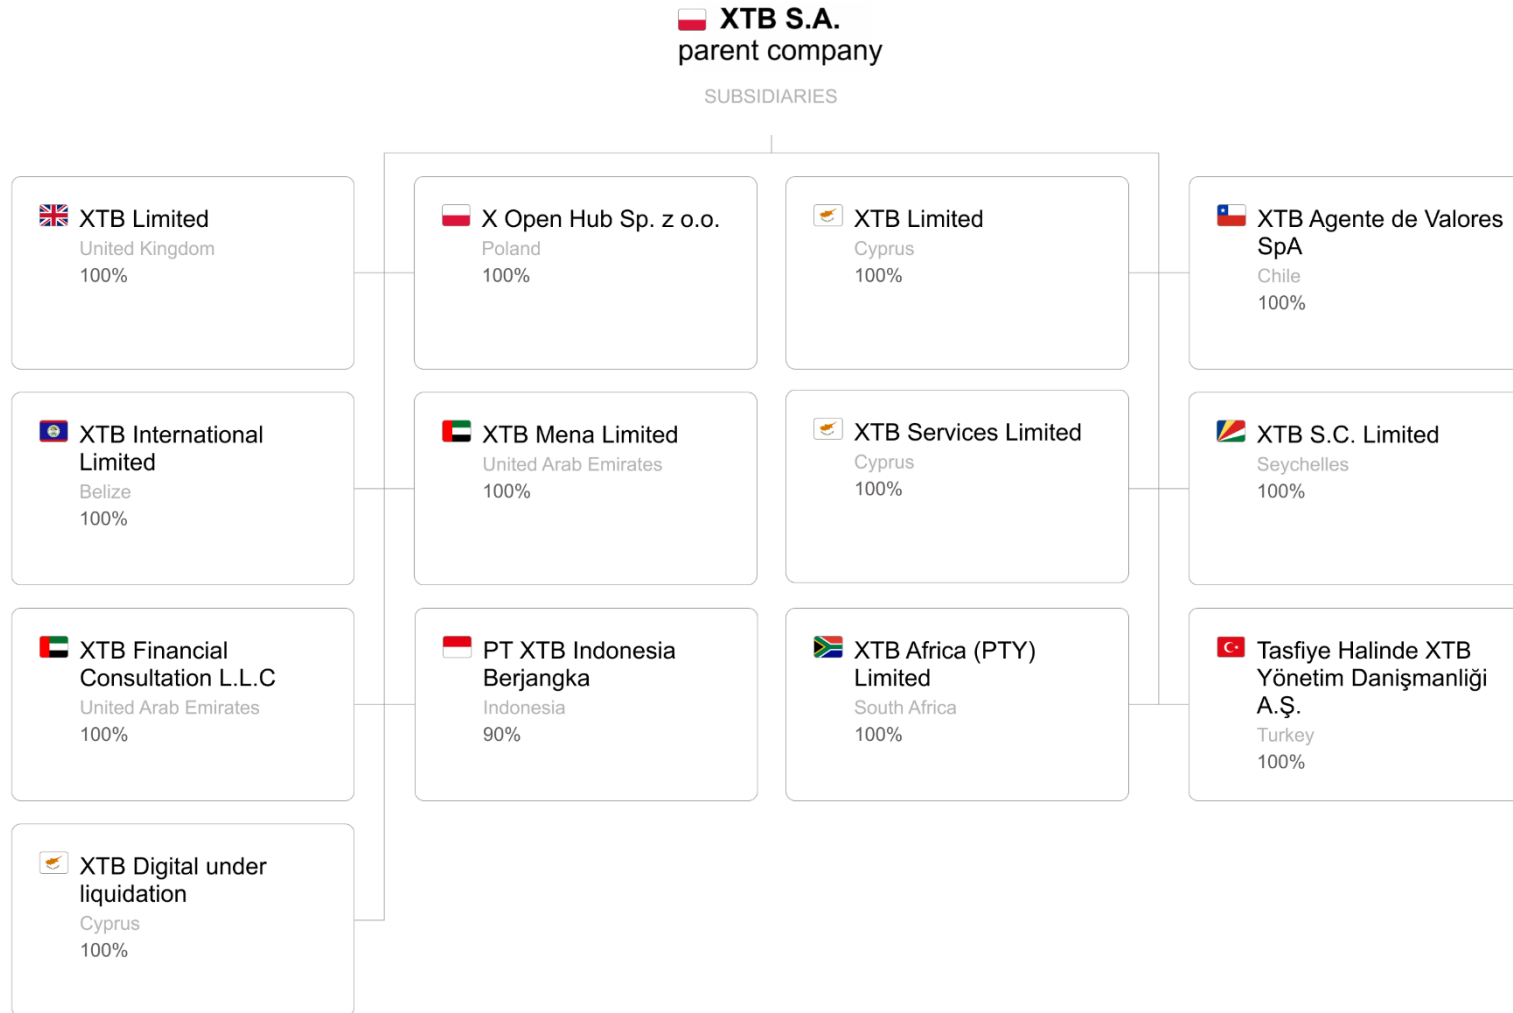 XTB S.A.
parent company
SUBSIDIARIES
XTB Limited
United Kingdom
100%
X Open Hub Sp. z o.o.
Poland
100%
XTB Limited
Cyprus
100%
XTB Agente de Valores
SpA
Chile
100%
XTB International
Limited
Belize
100%
XTB Mena Limited
United Arab Emirates
100%
XTB Services Limited
Cyprus
100%
XTB S.C. Limited
Seychelles
100%
XTB Financial
Consultation L.L.C
United Arab Emirates
100%
PT XTB Indonesia
Berjangka
Indonesia
90%
XTB Africa (PTY)
Limited
South Africa
100%
Tasfiye Halinde XTB
Yönetim Danişmanliği
A.Ş.
Turkey
100%
XTB Digital under
liquidation
Cyprus
100%